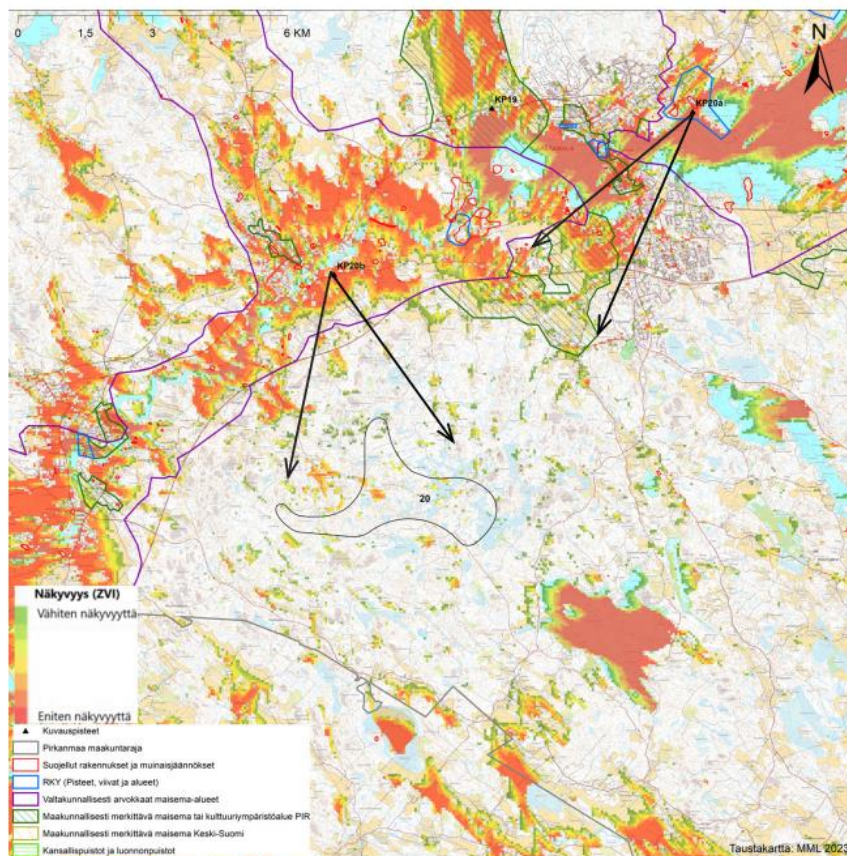 0 1,5 3 6 KM
N
KP19
KP20a
KP20b
20
Näkyvyys (ZVI)
Vähiten näkyvyyttä
Eniten näkyvyyttä
Kuvauspisteet
Pirkanmaa maakuntaraja
Suojellut rakennukset ja muinaisjäännökset
RKY (Pisteet, viivat ja alueet)
Valtakunnallisesti arvokkaat maisema-alueet
Maakunnallisesti merkittävä maisema tai kulttuuriympäristöalue PIR
Maakunnallisesti merkittävä maisema Keski-Suomi
Kansallispuistot ja luonnonpuistot
Taustakartta: MML 2023